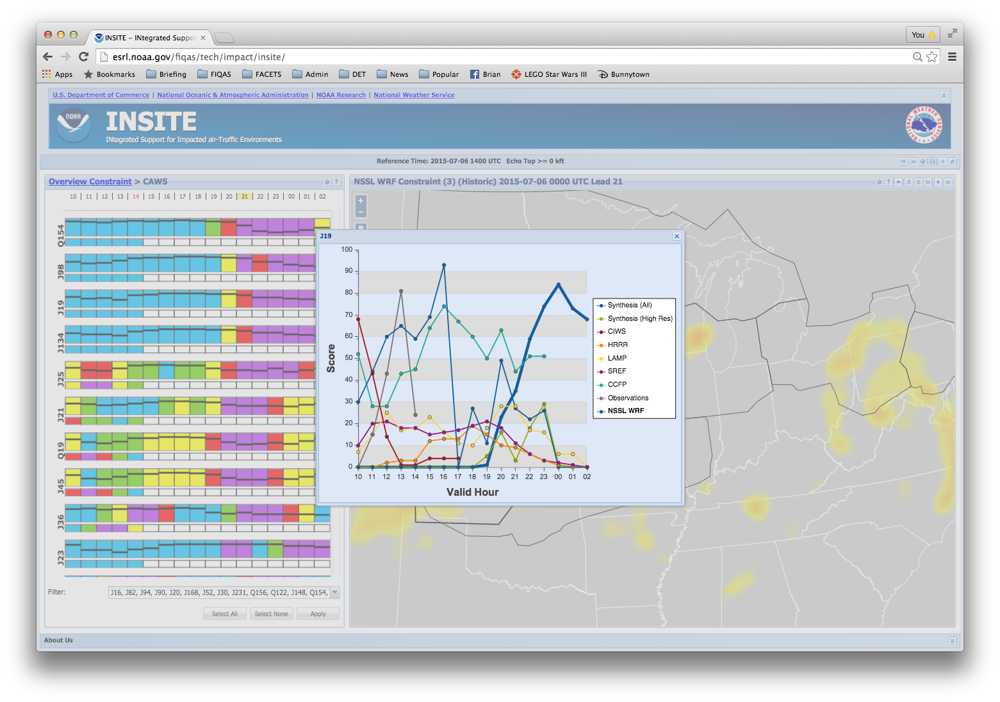 INSITE – INtegrated Suppo
You
esrl.noaa.gov/fiqas/tech/impact/insite/
Apps Bookmarks Briefing FIQAS FACETS Admin DET News Popular Brian LEGO Star Wars III Bunnytown
U.S. Department of Commerce | National Oceanic & Atmospheric Administration | NOAA Research | National Weather Service
NOAA
INSITE
INtegrated Support for Impacted air-Traffic Environments
NATIONAL WEATHER SERVICE
Reference Time: 2015-07-06 1400 UTC Echo Top >= 0 kft
Overview Constraint > CAWS
NSSL WRF Constraint (3) (Historic) 2015-07-06 0000 UTC Lead 21
10 | 11 | 12 | 13 | 14 | 15 | 16 | 17 | 18 | 19 | 20 | 21 | 22 | 23 | 00 | 01 | 02
+
−
Q154
J98
J19
J134
J25
J21
Q19
J45
J36
J23
J19
100
90
80
70
60
50
40
30
20
10
0
Score
10 11 12 13 14 15 16 17 18 19 20 21 22 23 00 01 02
Valid Hour
Synthesis (All)
Synthesis (High Res)
CIWS
HRRR
LAMP
SREF
CCFP
Observations
NSSL WRF
Filter: J16, J82, J94, J90, J20, J168, J52, J30, J231, Q156, Q122, J148, Q154,
Select All Select None Apply
About Us